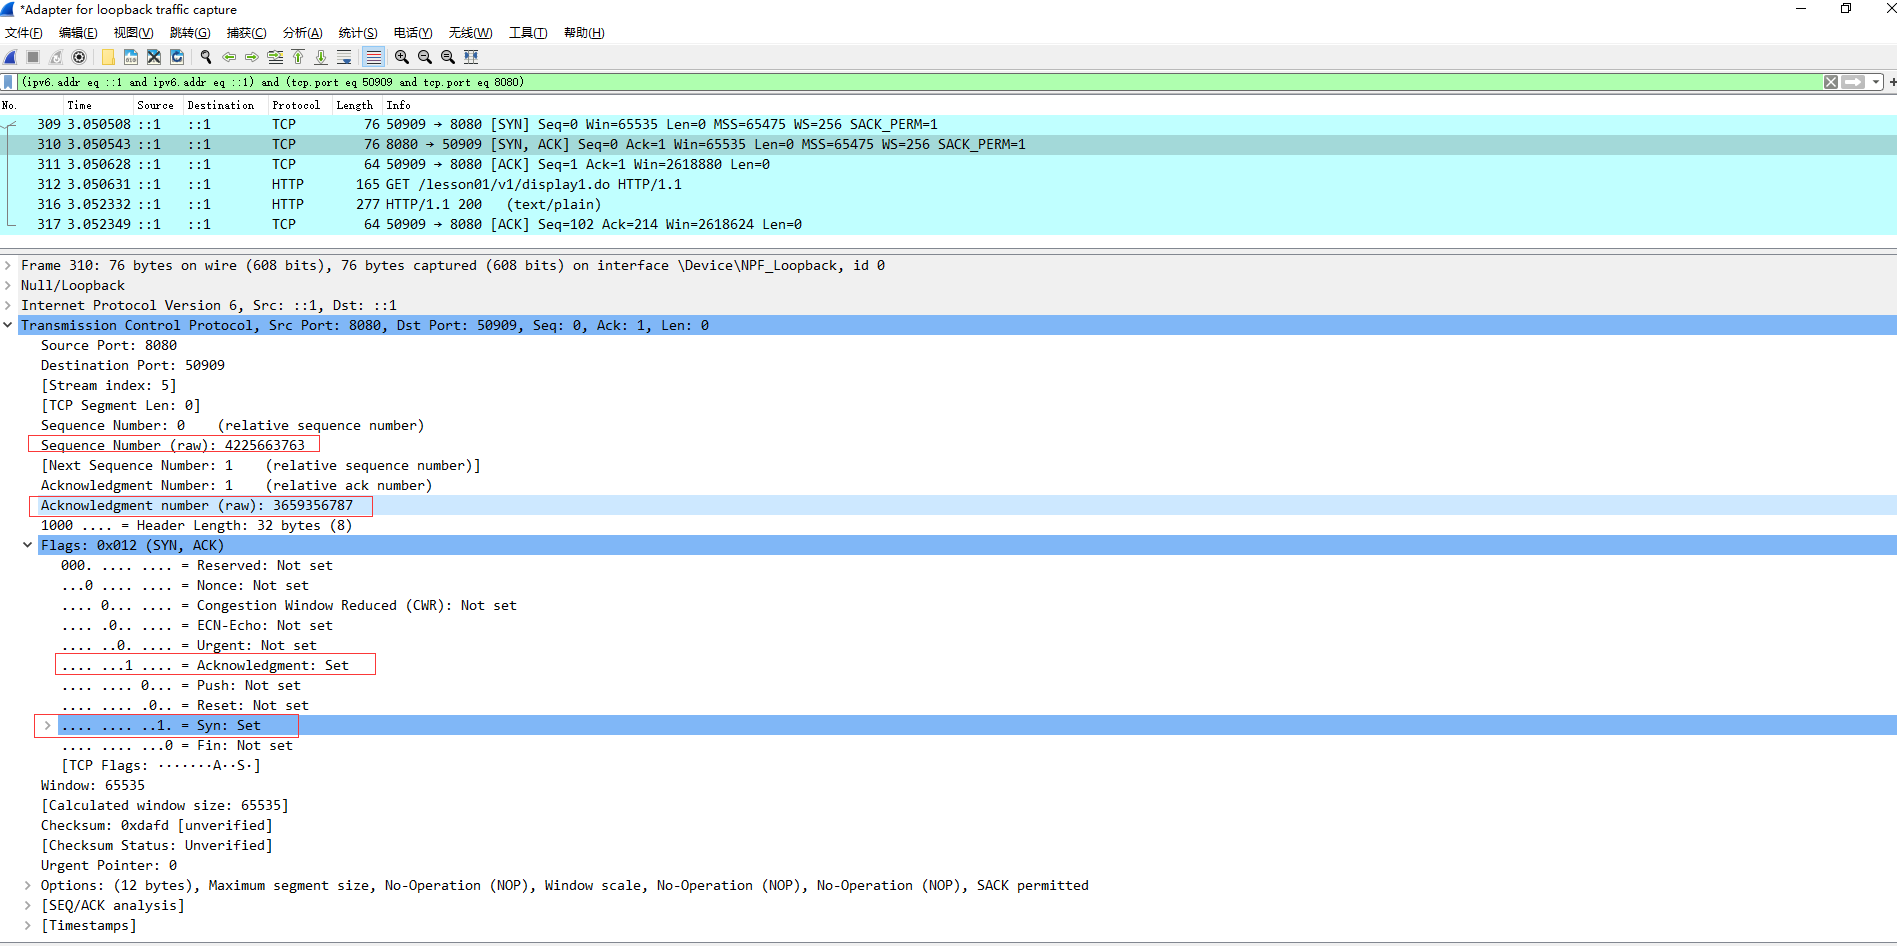 *Adapter for loopback traffic capture
文件(F) 编辑(E) 视图(V) 跳转(G) 捕获(C) 分析(A) 统计(S) 电话(Y) 无线(W) 工具(T) 帮助(H)
(ipv6.addr eq ::1 and ipv6.addr eq ::1) and (tcp.port eq 50909 and tcp.port eq 8080)
No. Time Source Destination Protocol Length Info
309 3.050508 ::1 ::1 TCP 76 50909 → 8080 [SYN] Seq=0 Win=65535 Len=0 MSS=65475 WS=256 SACK_PERM=1
310 3.050543 ::1 ::1 TCP 76 8080 → 50909 [SYN, ACK] Seq=0 Ack=1 Win=65535 Len=0 MSS=65475 WS=256 SACK_PERM=1
311 3.050628 ::1 ::1 TCP 64 50909 → 8080 [ACK] Seq=1 Ack=1 Win=2618880 Len=0
312 3.050631 ::1 ::1 HTTP 165 GET /lesson01/v1/display1.do HTTP/1.1
316 3.052332 ::1 ::1 HTTP 277 HTTP/1.1 200 (text/plain)
317 3.052349 ::1 ::1 TCP 64 50909 → 8080 [ACK] Seq=102 Ack=214 Win=2618624 Len=0
Frame 310: 76 bytes on wire (608 bits), 76 bytes captured (608 bits) on interface \Device\NPF_Loopback, id 0
Null/Loopback
Internet Protocol Version 6, Src: ::1, Dst: ::1
Transmission Control Protocol, Src Port: 8080, Dst Port: 50909, Seq: 0, Ack: 1, Len: 0
Source Port: 8080
Destination Port: 50909
[Stream index: 5]
[TCP Segment Len: 0]
Sequence Number: 0 (relative sequence number)
Sequence Number (raw): 4225663763
[Next Sequence Number: 1 (relative sequence number)]
Acknowledgment Number: 1 (relative ack number)
Acknowledgment number (raw): 3659356787
1000 .... = Header Length: 32 bytes (8)
Flags: 0x012 (SYN, ACK)
000. .... .... = Reserved: Not set
...0 .... .... = Nonce: Not set
.... 0... .... = Congestion Window Reduced (CWR): Not set
.... .0.. .... = ECN-Echo: Not set
.... ..0. .... = Urgent: Not set
.... ...1 .... = Acknowledgment: Set
.... .... 0... = Push: Not set
.... .... .0.. = Reset: Not set
.... .... ..1. = Syn: Set
.... .... ...0 = Fin: Not set
[TCP Flags: ·······A··S·]
Window: 65535
[Calculated window size: 65535]
Checksum: 0xdafd [unverified]
[Checksum Status: Unverified]
Urgent Pointer: 0
Options: (12 bytes), Maximum segment size, No-Operation (NOP), Window scale, No-Operation (NOP), No-Operation (NOP), SACK permitted
[SEQ/ACK analysis]
[Timestamps]